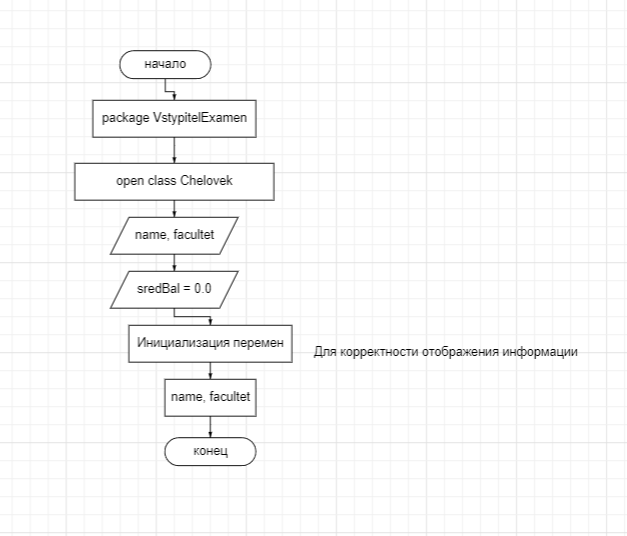 начало
package VstypitelExamen
open class Chelovek
name, facultet
sredBal = 0.0
Инициализация перемен
Для корректности отображения информации
name, facultet
конец